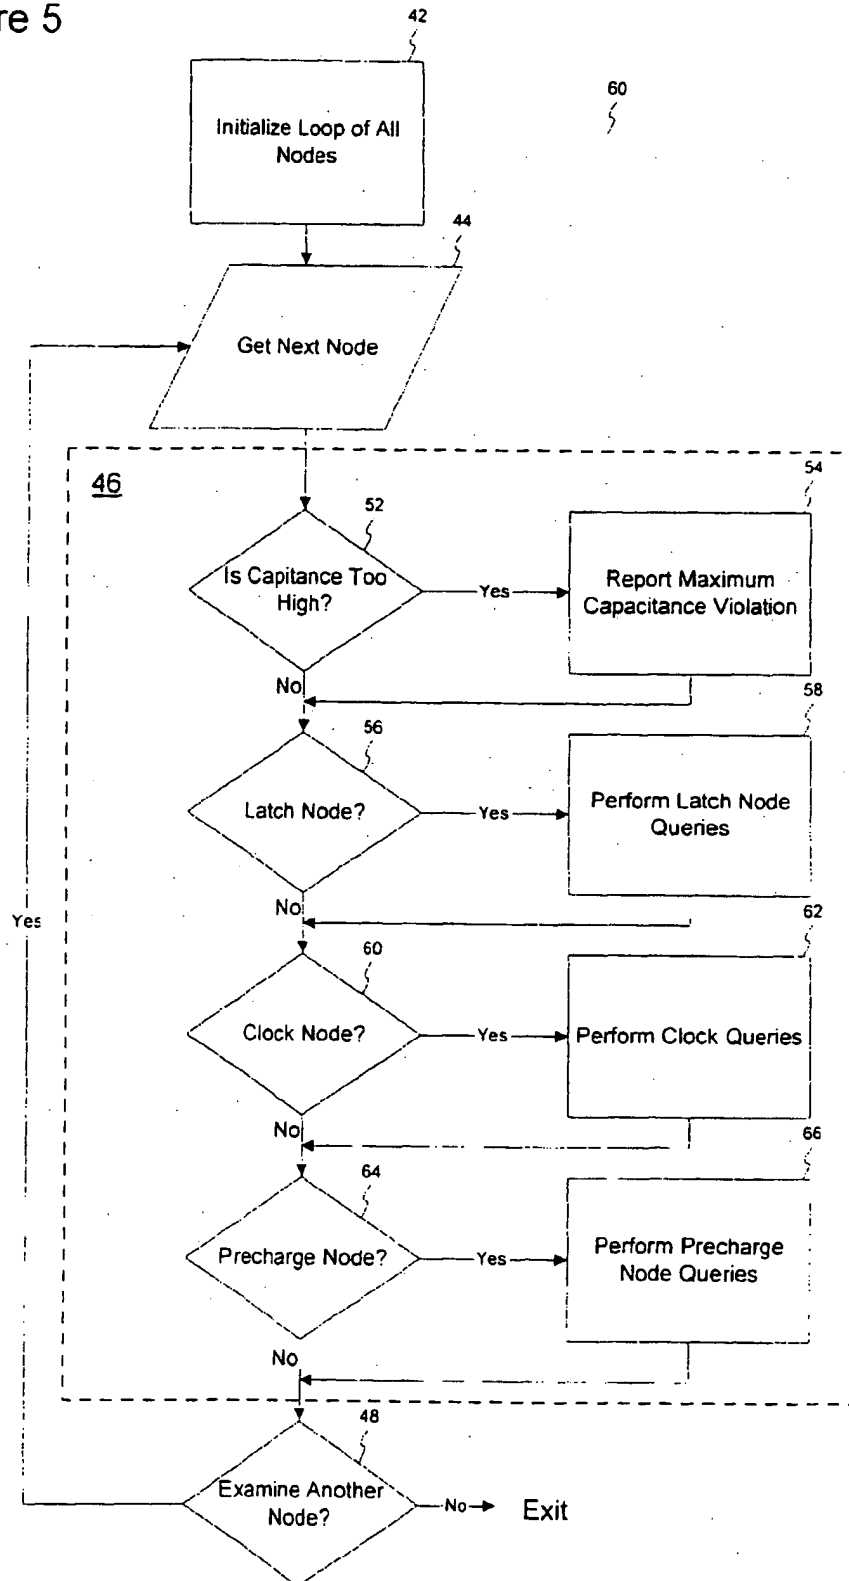 re 5
42
Initialize Loop of All
Nodes
60
44
Get Next Node
46
52
Is Capitance Too
High?
Yes
54
Report Maximum
Capacitance Violation
No
56
Latch Node?
Yes
58
Perform Latch Node
Queries
No
Yes
60
Clock Node?
Yes
62
Perform Clock Queries
No
64
Precharge Node?
Yes
66
Perform Precharge
Node Queries
No
48
Examine Another
Node?
No
Exit